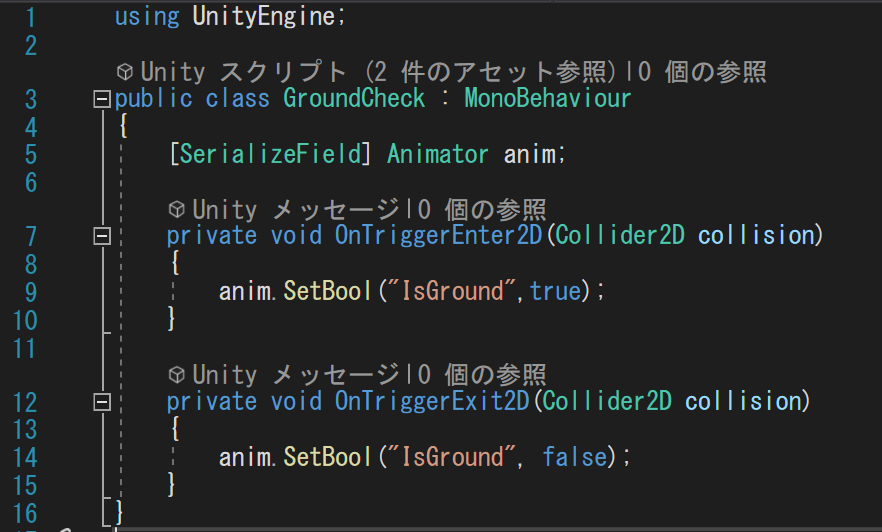 1 using UnityEngine;
2
Unity スクリプト (2 件のアセット参照)|0 個の参照
3 public class GroundCheck : MonoBehaviour
4 {
5 [SerializeField] Animator anim;
6
Unity メッセージ|0 個の参照
7 private void OnTriggerEnter2D(Collider2D collision)
8 {
9 anim.SetBool("IsGround",true);
10 }
11
Unity メッセージ|0 個の参照
12 private void OnTriggerExit2D(Collider2D collision)
13 {
14 anim.SetBool("IsGround", false);
15 }
16 }